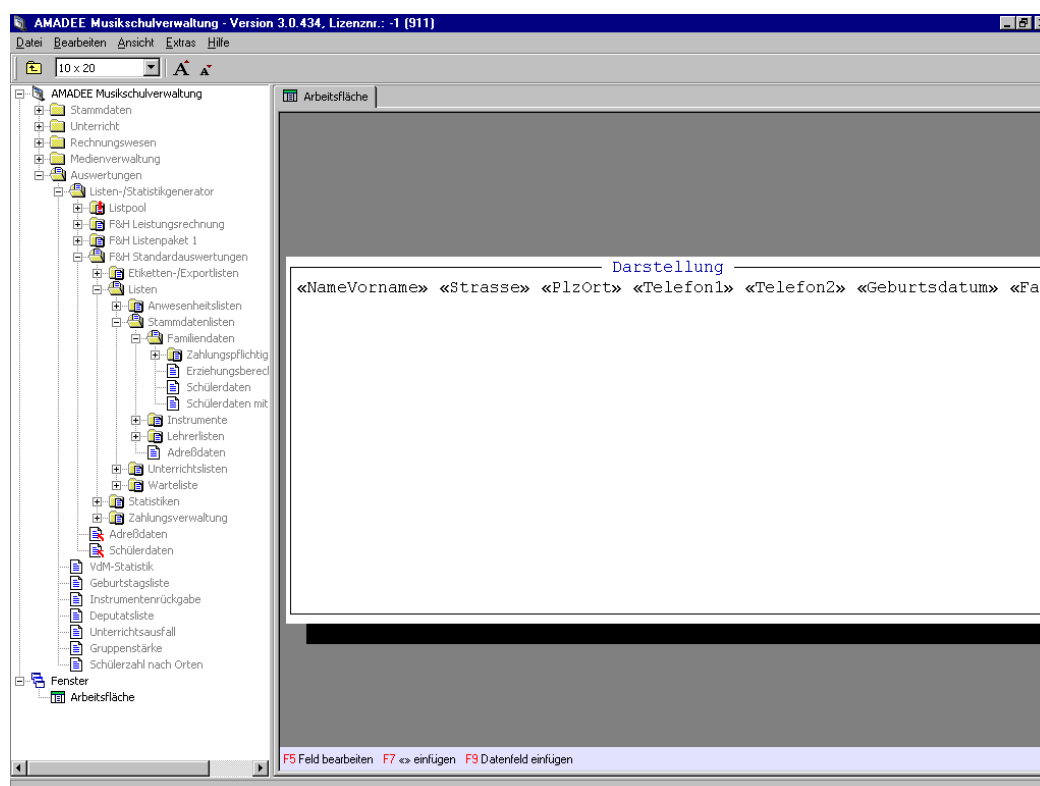 AMADEE Musikschulverwaltung - Version 3.0.434, Lizenznr.: -1 (911)
Datei Bearbeiten Ansicht Extras Hilfe
10 x 20 A A
AMADEE Musikschulverwaltung
Stammdaten
Unterricht
Rechnungswesen
Medienverwaltung
Auswertungen
Listen-/Statistikgenerator
Listpool
F&H Leistungsrechnung
F&H Listenpaket 1
F&H Standardauswertungen
Etiketten-/Exportlisten
Listen
Anwesenheitslisten
Stammdatenlisten
Familiendaten
Zahlungspflichtig
Erziehungsberecl
Schülerdaten
Schülerdaten mit
Instrumente
Lehrerlisten
Adreßdaten
Unterrichtslisten
Warteliste
Statistiken
Zahlungsverwaltung
Adreßdaten
Schülerdaten
VdM-Statistik
Geburtstagsliste
Instrumentenrückgabe
Deputatsliste
Unterrichtsausfall
Gruppenstärke
Schülerzahl nach Orten
Fenster
Arbeitsfläche
Arbeitsfläche
Darstellung
«NameVorname» «Strasse» «PlzOrt» «Telefon1» «Telefon2» «Geburtsdatum» «Fa
F5 Feld bearbeiten F7 «» einfügen F9 Datenfeld einfügen